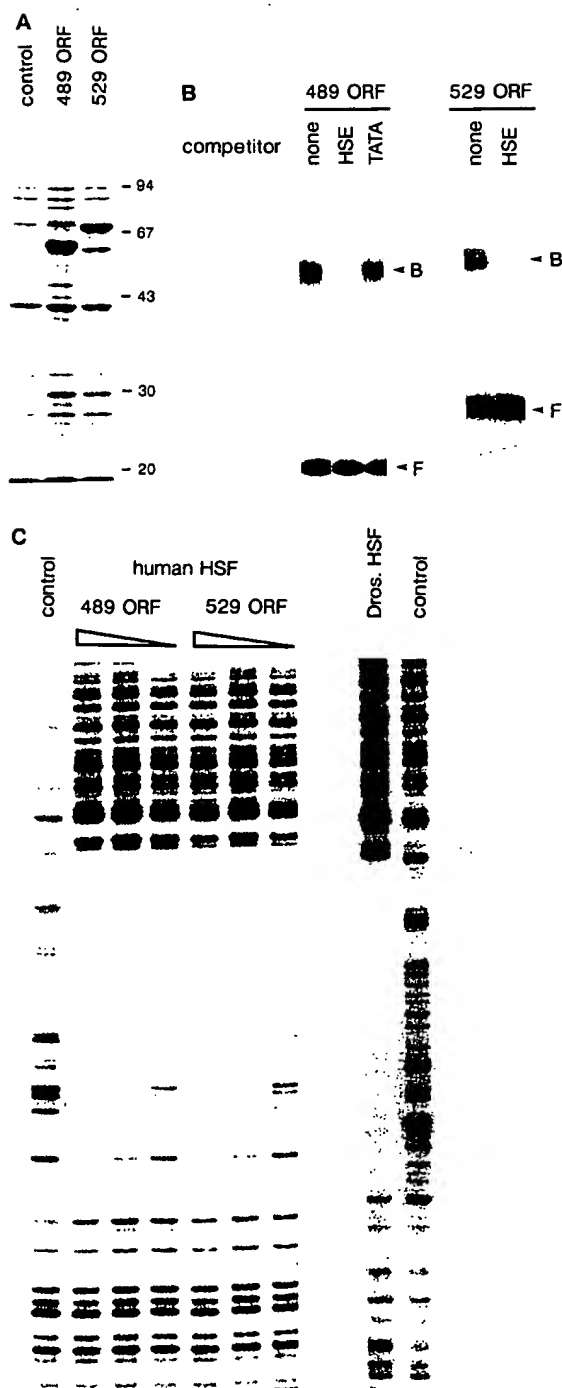 A
control
489 ORF
529 ORF
- 94
- 67
- 43
- 30
- 20
B
489 ORF
529 ORF
competitor
none
HSE
TATA
none
HSE
B
B
F
F
C
control
human HSF
489 ORF
529 ORF
Dros. HSF
control